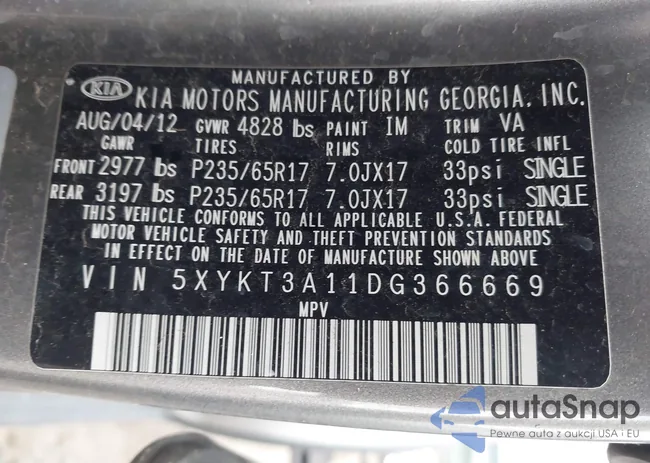 MANUFACTURED BY
KIA KIA MOTORS MANUFACTURING GEORGIA, INC.
AUG/04/12 GVWR 4828 lbs PAINT IM TRIM VA
GAWR TIRES RIMS COLD TIRE INFL
FRONT 2977 lbs P235/65R17 7.0JX17 33psi SINGLE
REAR 3197 lbs P235/65R17 7.0JX17 33psi SINGLE
THIS VEHICLE CONFORMS TO ALL APPLICABLE U.S.A. FEDERAL
MOTOR VEHICLE SAFETY AND THEFT PREVENTION STANDARDS
IN EFFECT ON THE DATE OF MANUFACTURE SHOWN ABOVE
VIN 5XYKT3A11DG366669
MPV
autoSnap
Pewne auta z aukcji USA i EU